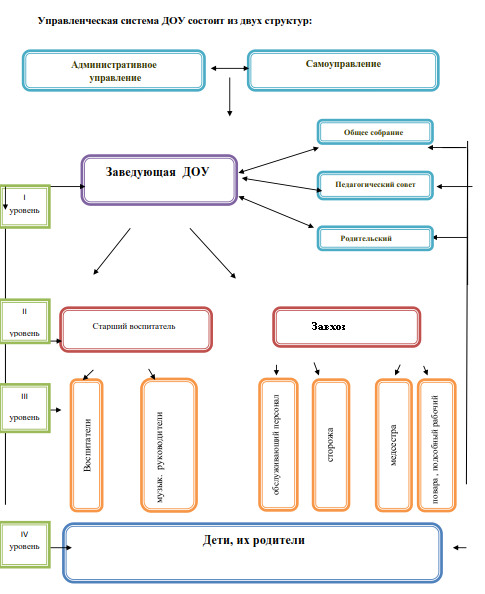 Управленческая система ДОУ состоит из двух структур:
Административное
управление
Самоуправление
Общее собрание
Заведующая ДОУ
Педагогический совет
I
уровень
Родительский
II
уровень
Старший воспитатель
Завхоз
III
уровень
Воспитатели
музык. руководители
обслуживающий персонал
сторожа
медсестра
повара , подсобный рабочий
IV
уровень
Дети, их родители